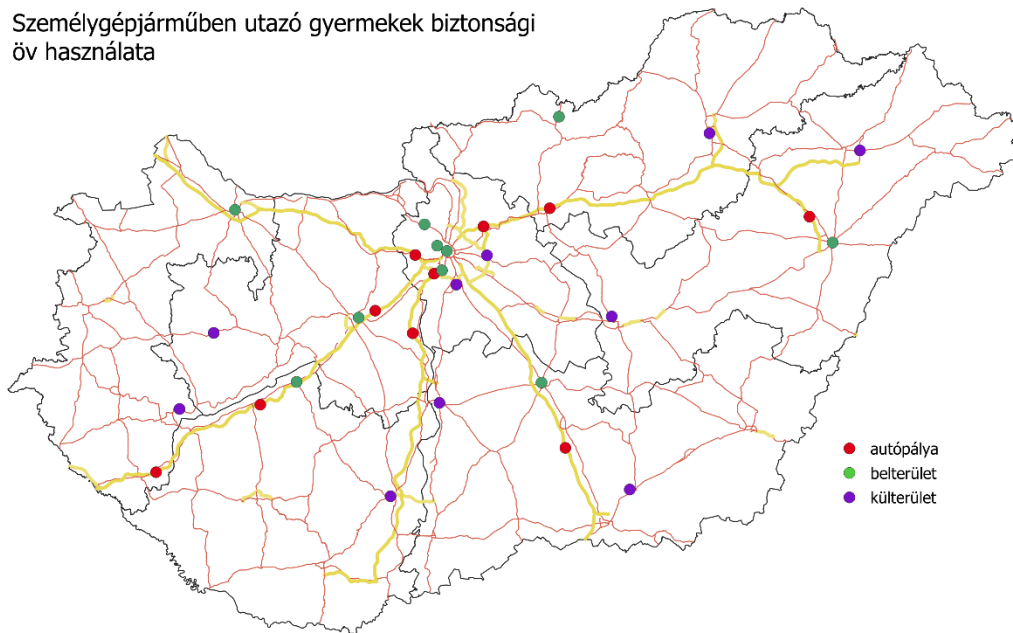 Személygépjárműben utazó gyermekek biztonsági
öv használata
autópálya
belterület
külterület